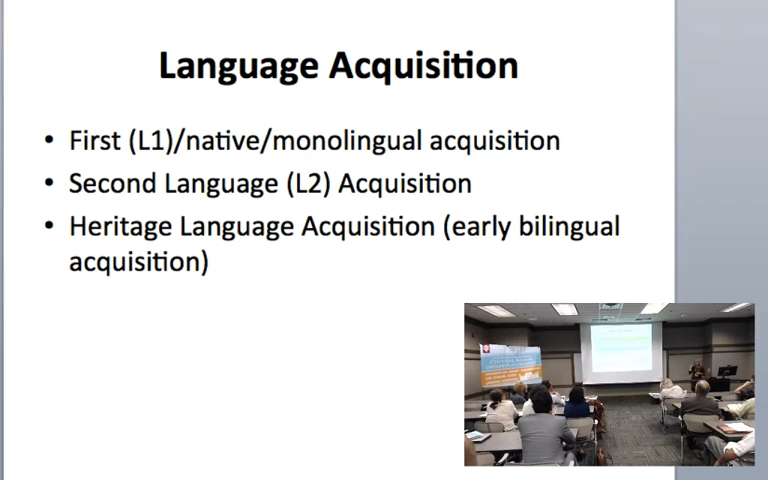 Language Acquisition
• First (L1)/native/monolingual acquisition
• Second Language (L2) Acquisition
• Heritage Language Acquisition (early bilingual
acquisition)